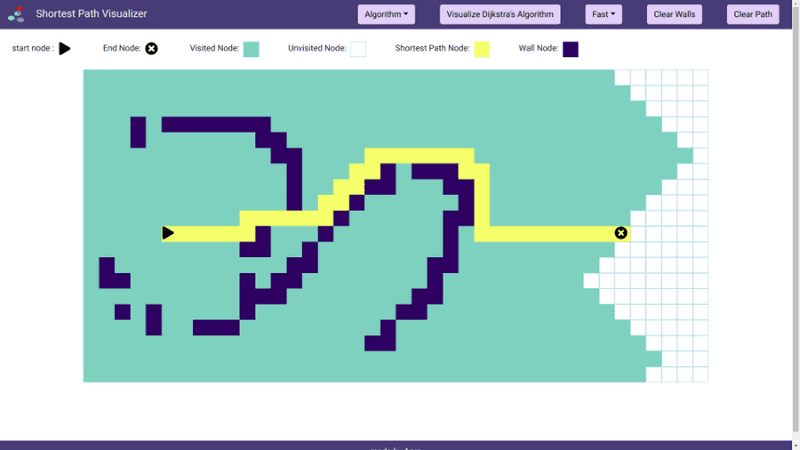 Shortest Path Visualizer
Algorithm
Visualize Dijkstra's Algorithm
Fast
Clear Walls
Clear Path
start node :
End Node:
Visited Node:
Unvisited Node:
Shortest Path Node:
Wall Node: